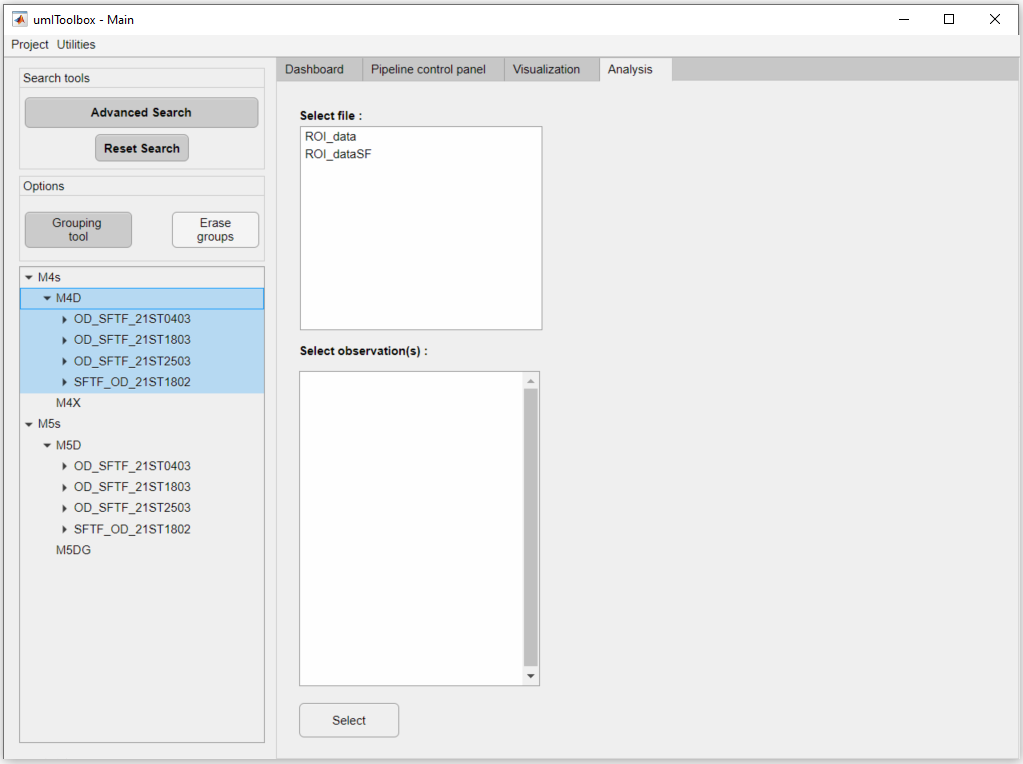 umIToolbox - Main
Project Utilities
Search tools
Advanced Search
Reset Search
Options
Grouping
tool
Erase
groups
M4s
M4D
OD_SFTF_21ST0403
OD_SFTF_21ST1803
OD_SFTF_21ST2503
SFTF_OD_21ST1802
M4X
M5s
M5D
OD_SFTF_21ST0403
OD_SFTF_21ST1803
OD_SFTF_21ST2503
SFTF_OD_21ST1802
M5DG
Dashboard Pipeline control panel Visualization Analysis
Select file :
ROI_data
ROI_dataSF
Select observation(s) :
Select